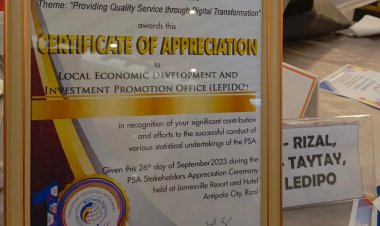 Theme: "Providing Quality Service through Digital Transformation"
awards this
CERTIFICATE OF APPRECIATION
to
LOCAL ECONOMIC DEVELOPMENT AND
INVESTMENT PROMOTION OFFICE (LEPIDO)
in recognition of your significant contribution
and efforts to the successful conduct of
various statistical undertakings of the PSA.
Given this 26th day of September2023 during the
PSA Stakeholders Appreciation Ceremony
held at Jamesville Resort and Hotel
Antipolo City, Rizal
- RIZAL,
- TAYTAY,
LEDIPO